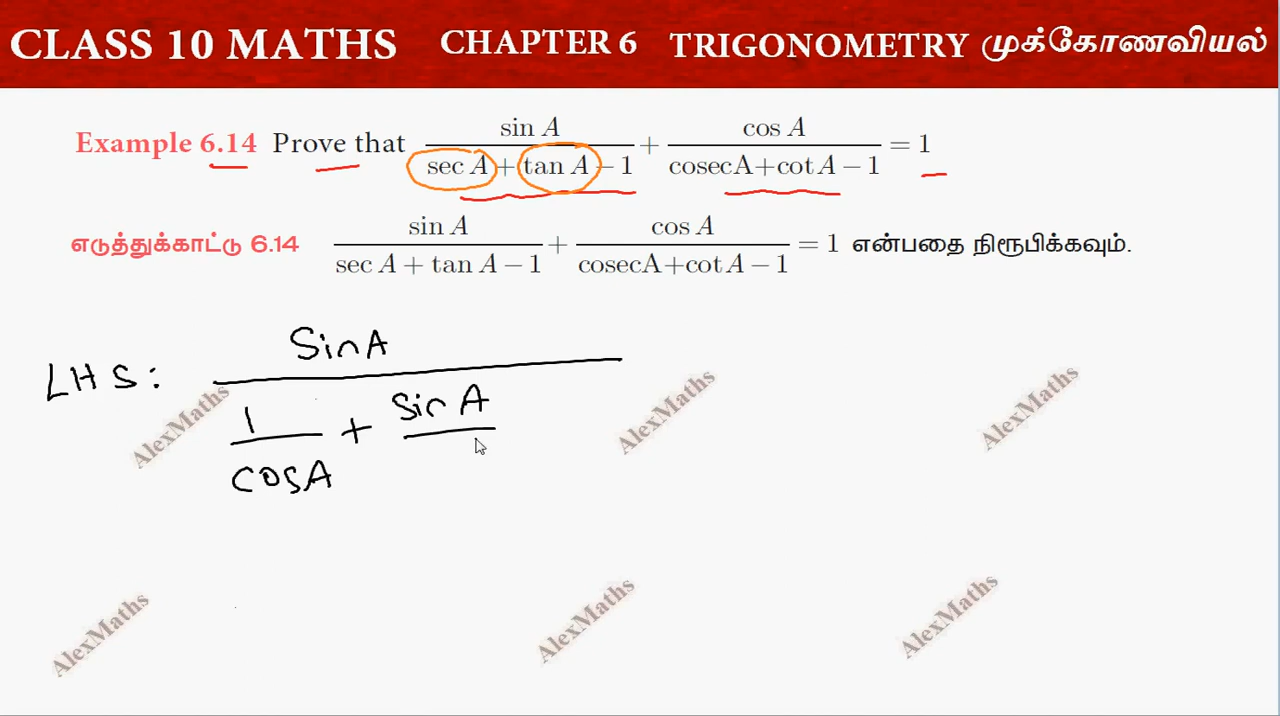 CLASS 10 MATHS CHAPTER 6 TRIGONOMETRY முக்கோணவியல்
Example 6.14 Prove that sin A / (sec A + tan A − 1) + cos A / (cosecA+cot A − 1) = 1
எடுத்துக்காட்டு 6.14 sin A / (sec A + tan A − 1) + cos A / (cosecA+cot A − 1) = 1 என்பதை நிரூபிக்கவும்.
SinA
LHS:
1 + SinA
cosA
AlexMaths AlexMaths AlexMaths
AlexMaths AlexMaths AlexMaths